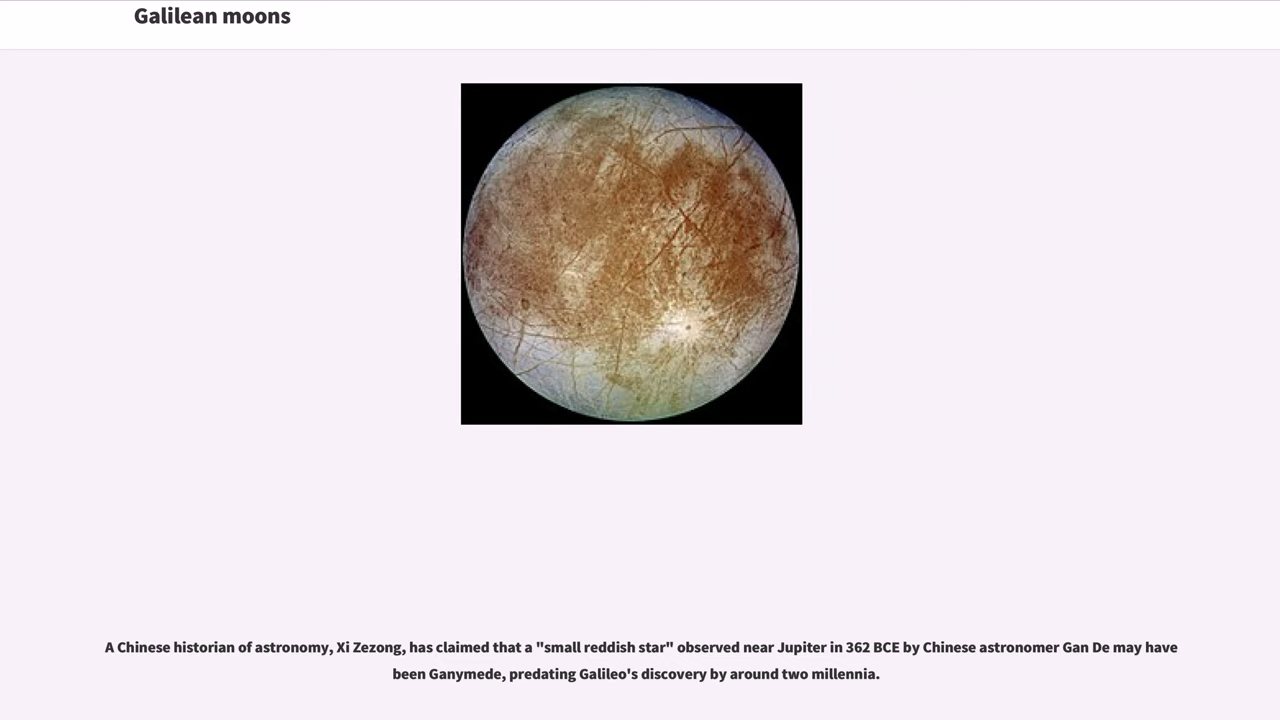 Galilean moons
A Chinese historian of astronomy, Xi Zezong, has claimed that a "small reddish star" observed near Jupiter in 362 BCE by Chinese astronomer Gan De may have
been Ganymede, predating Galileo's discovery by around two millennia.